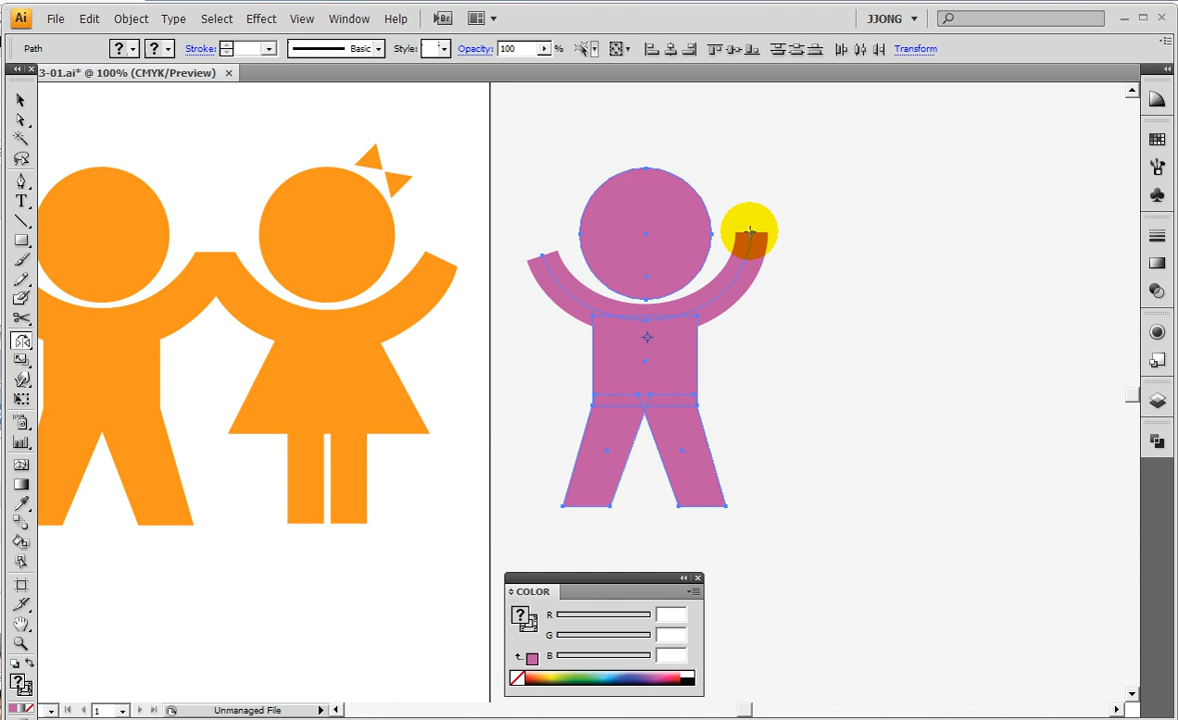 Ai File Edit Object Type Select Effect View Window Help Br JJONG
Path ? ? Stroke: Basic Style: Opacity: 100 % Transform
3-01.ai* @ 100% (CMYK/Preview)
T
COLOR
? R
G
B
?
1 Unmanaged File